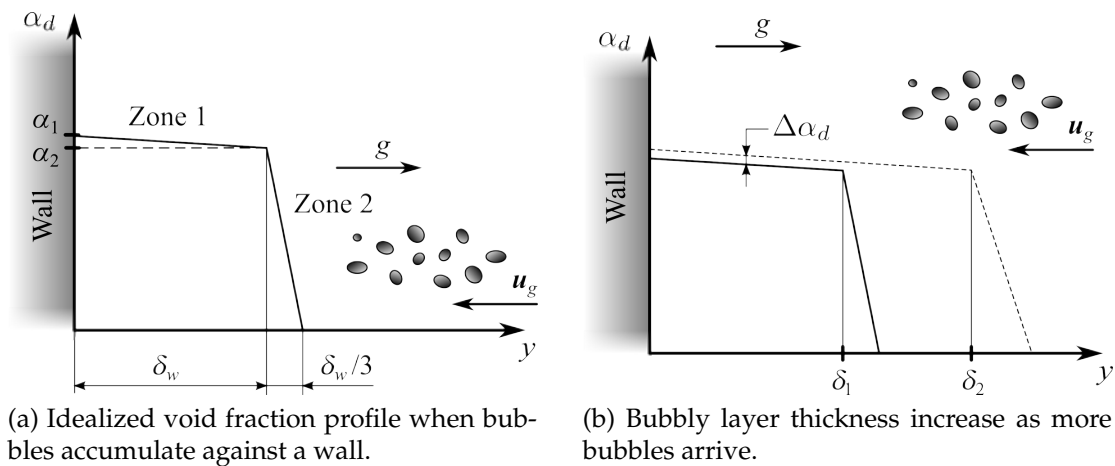 α_d
Zone 1
α_1
α_2
g
Zone 2
Wall
u_g
y
δ_w
δ_w/3
(a) Idealized void fraction profile when bub-
bles accumulate against a wall.
g
α_d
Δα_d
u_g
Wall
δ_1
δ_2
y
(b) Bubbly layer thickness increase as more
bubbles arrive.